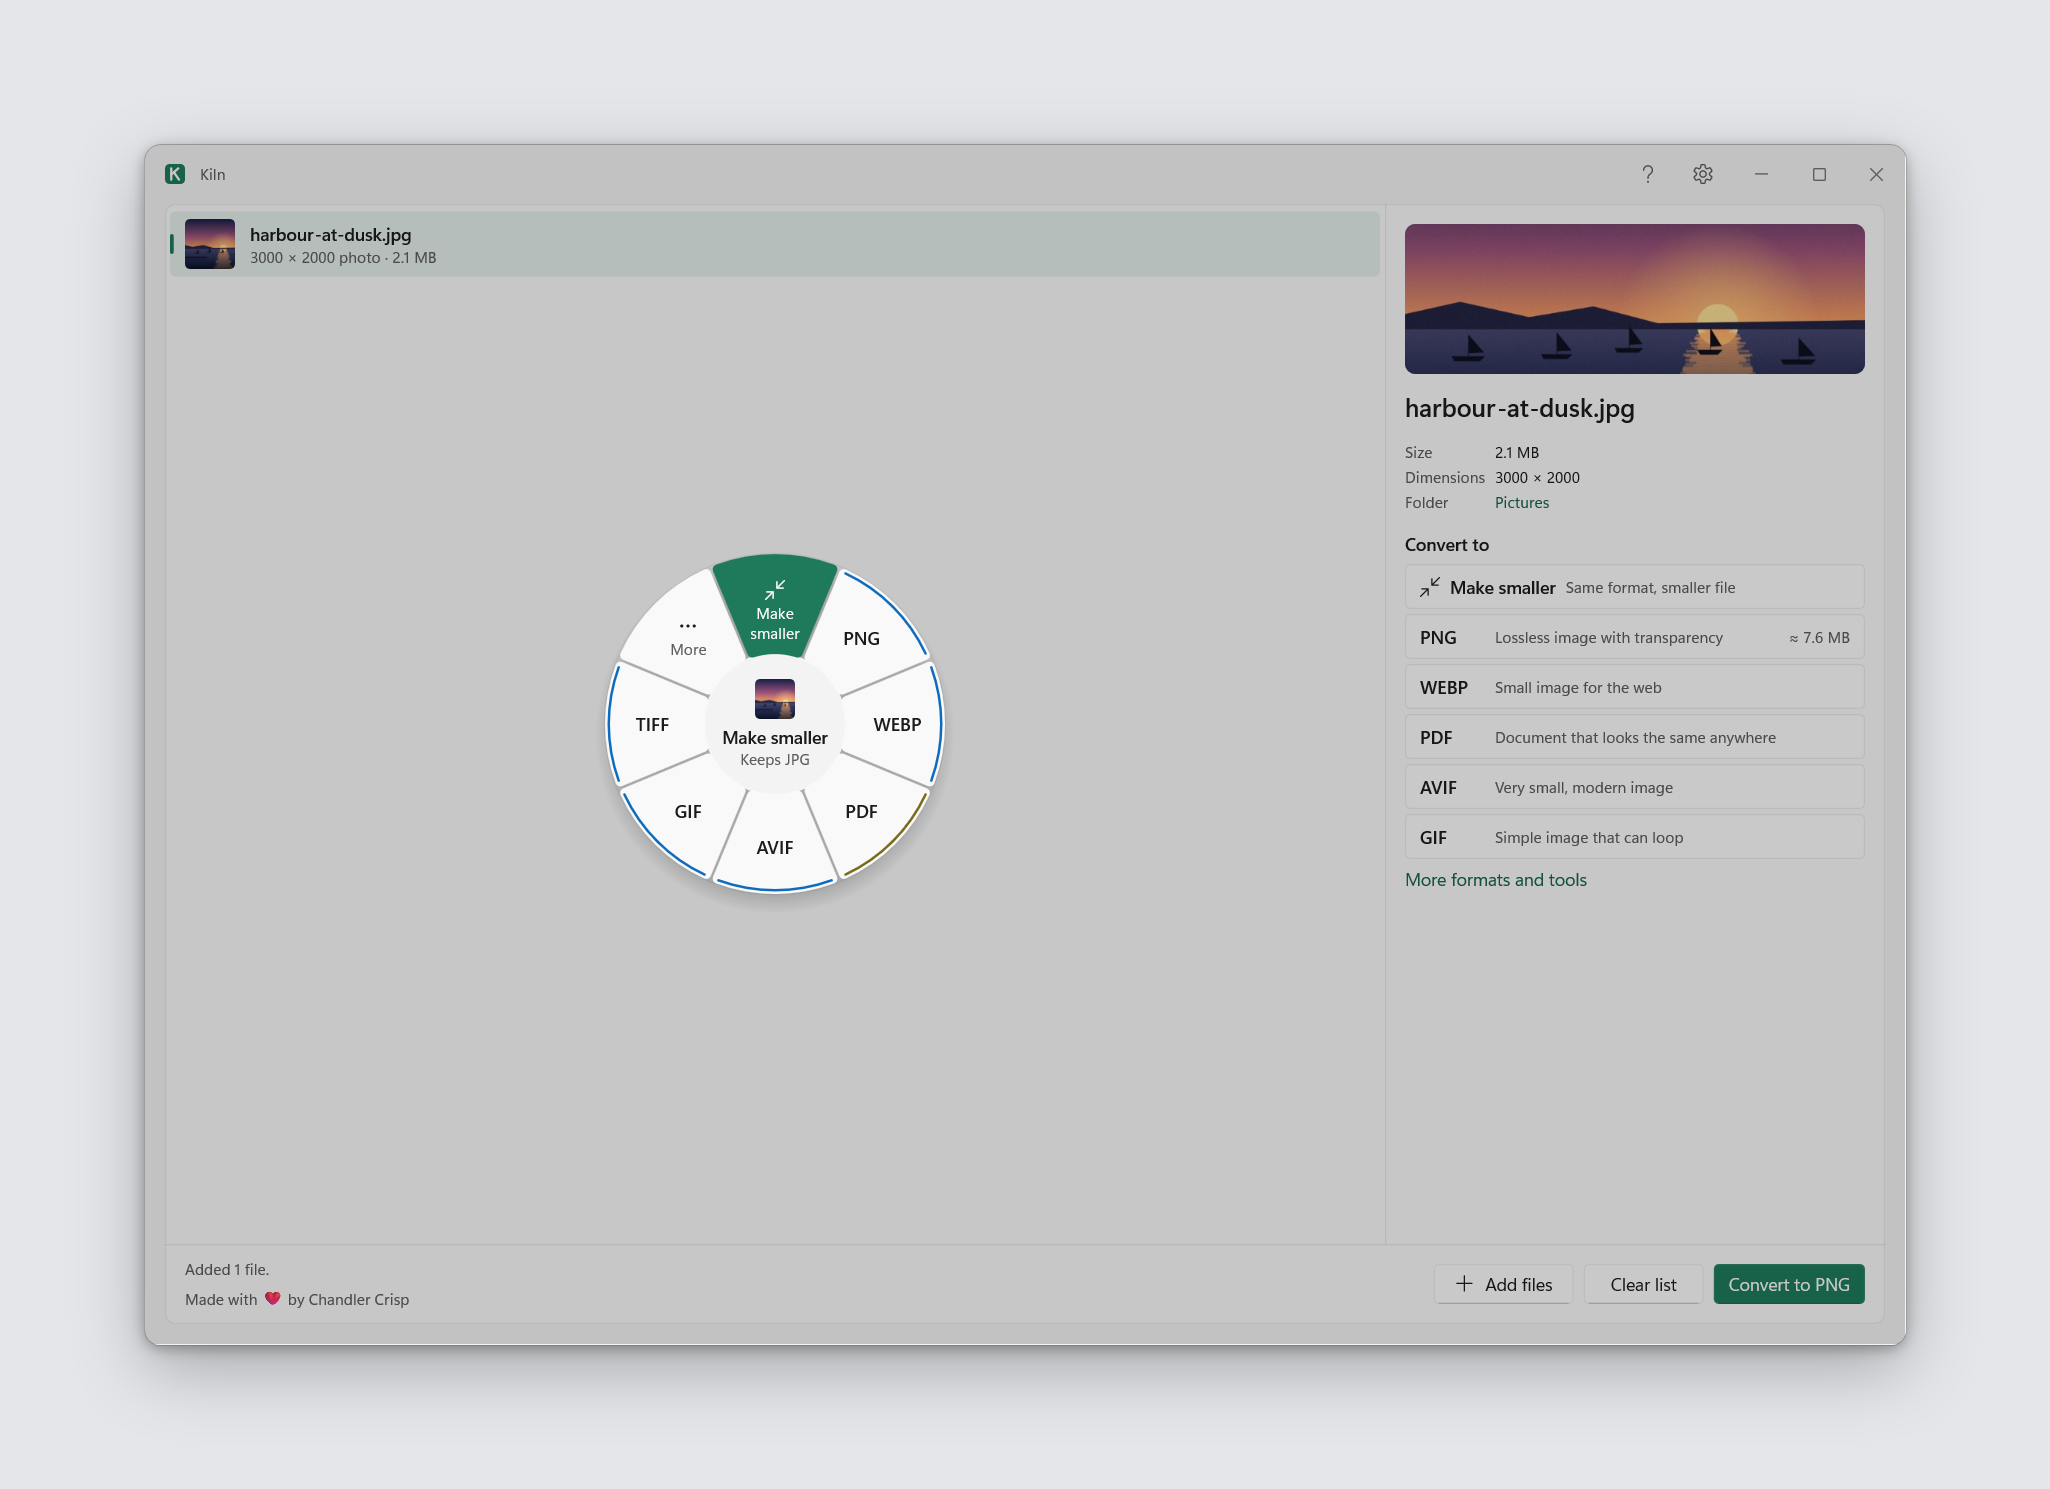 K Kiln
harbour-at-dusk.jpg
3000 × 2000 photo · 2.1 MB
Make
smaller
PNG
WEBP
PDF
AVIF
GIF
TIFF
...
More
Make smaller
Keeps JPG
harbour-at-dusk.jpg
Size 2.1 MB
Dimensions 3000 × 2000
Folder Pictures
Convert to
Make smaller Same format, smaller file
PNG Lossless image with transparency ≈ 7.6 MB
WEBP Small image for the web
PDF Document that looks the same anywhere
AVIF Very small, modern image
GIF Simple image that can loop
More formats and tools
Added 1 file.
Made with ❤ by Chandler Crisp
+ Add files
Clear list
Convert to PNG